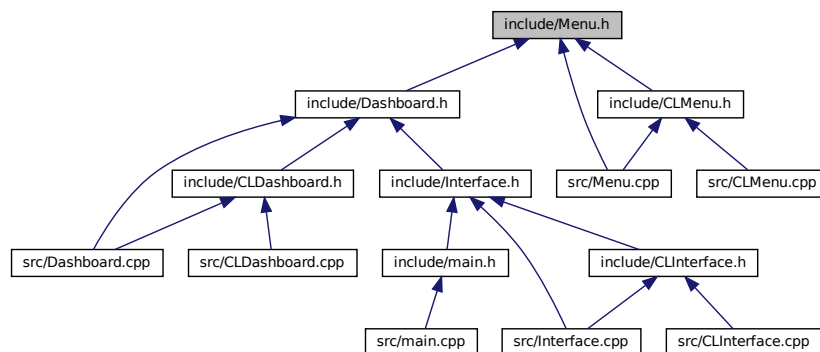 include/Menu.h
include/Dashboard.h
include/CLMenu.h
include/CLDashboard.h
include/Interface.h
src/Menu.cpp
src/CLMenu.cpp
src/Dashboard.cpp
src/CLDashboard.cpp
include/main.h
include/CLInterface.h
src/main.cpp
src/Interface.cpp
src/CLInterface.cpp